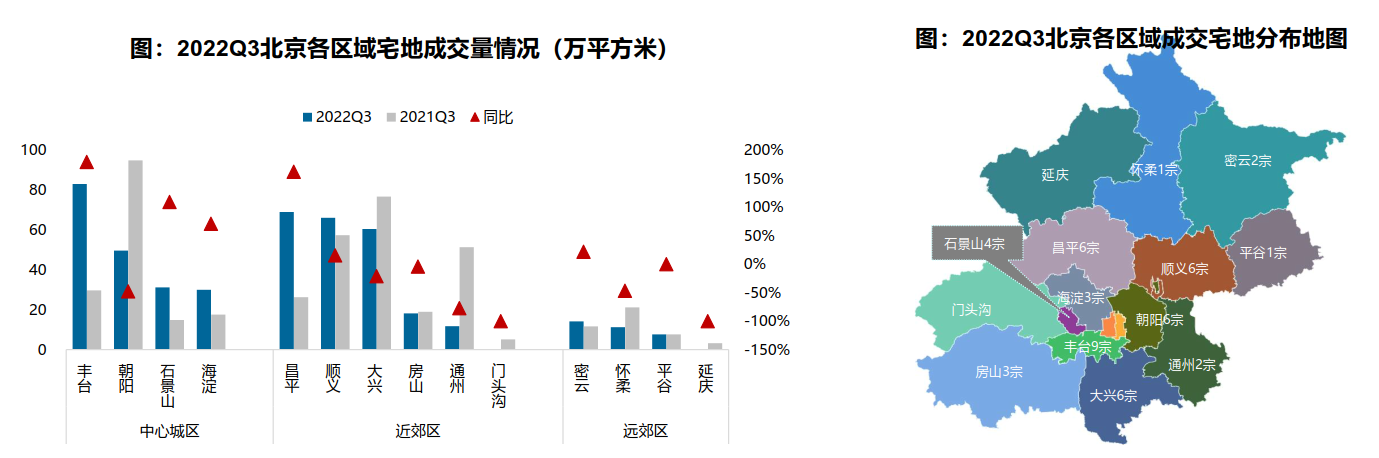 图：2022Q3北京各区域宅地成交量情况（万平方米）
2022Q3 2021Q3 同比
100 200%
80 150%
60 100%
40 50%
20 0%
0 -50%
-100%
-150%
丰台 朝阳 石景山 海淀 昌平 顺义 大兴 房山 通州 门头沟 密云 怀柔 平谷 延庆
中心城区 近郊区 远郊区
图：2022Q3北京各区域成交宅地分布地图
密云2宗
怀柔1宗
延庆
石景山4宗
昌平6宗
平谷1宗
顺义6宗
海淀3宗
门头沟
朝阳6宗
丰台9宗
通州2宗
房山3宗
大兴6宗